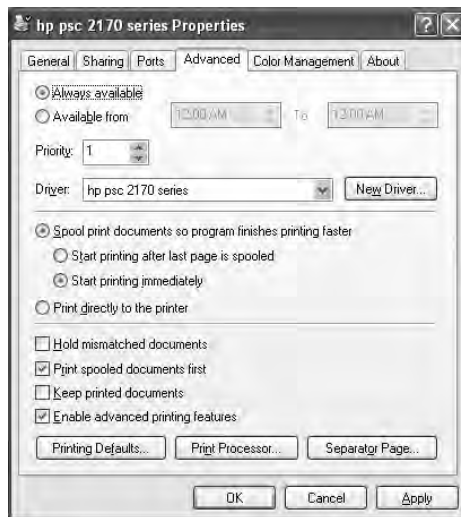 hp psc 2170 series Properties
General Sharing Ports Advanced Color Management About
Always available
Available from 12:00 AM To 12:00 AM
Priority: 1
Driver: hp psc 2170 series New Driver...
Spool print documents so program finishes printing faster
Start printing after last page is spooled
Start printing immediately
Print directly to the printer
Hold mismatched documents
Print spooled documents first
Keep printed documents
Enable advanced printing features
Printing Defaults... Print Processor... Separator Page...
OK Cancel Apply